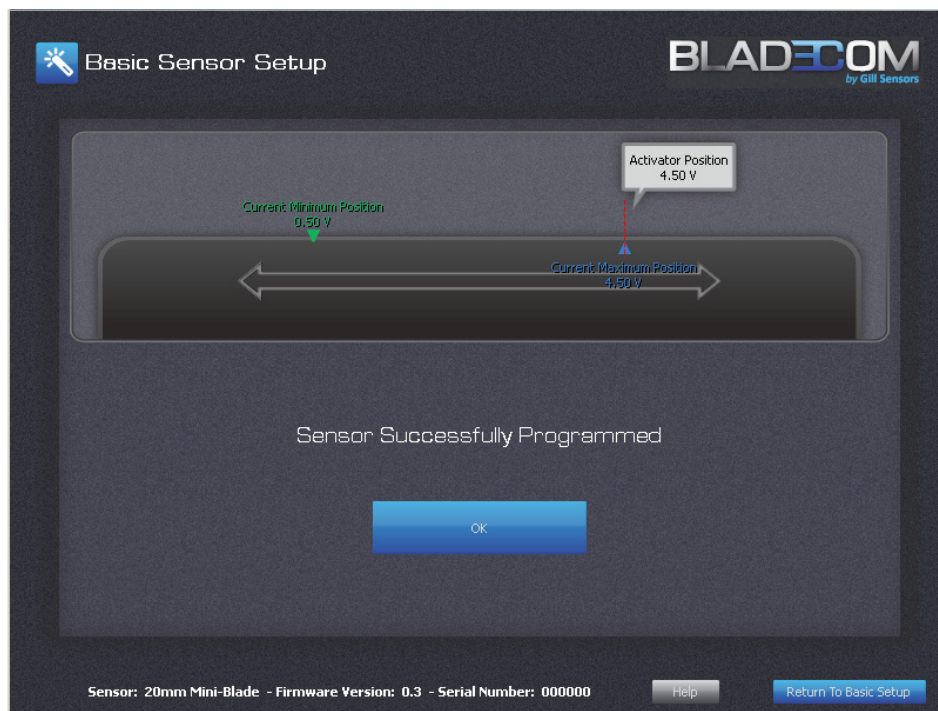 Basic Sensor Setup
BLADECOM
by Gill Sensors
Activator Position
4.50 V
Current Minimum Position
0.50 V
Current Maximum Position
4.50 V
Sensor Successfully Programmed
OK
Sensor: 20mm Mini-Blade - Firmware Version: 0.3 - Serial Number: 000000
Help
Return To Basic Setup